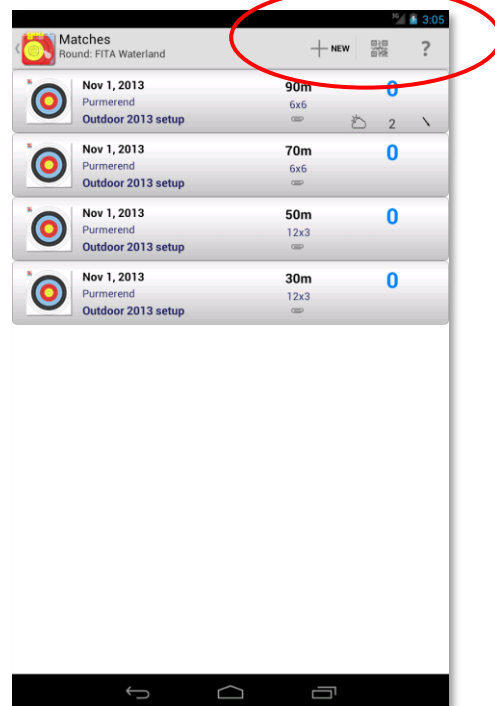 3G 3:05
Matches
Round: FITA Waterland
NEW ?
Nov 1, 2013 90m 0
Purmerend 6x6
Outdoor 2013 setup 2
Nov 1, 2013 70m 0
Purmerend 6x6
Outdoor 2013 setup
Nov 1, 2013 50m 0
Purmerend 12x3
Outdoor 2013 setup
Nov 1, 2013 30m 0
Purmerend 12x3
Outdoor 2013 setup